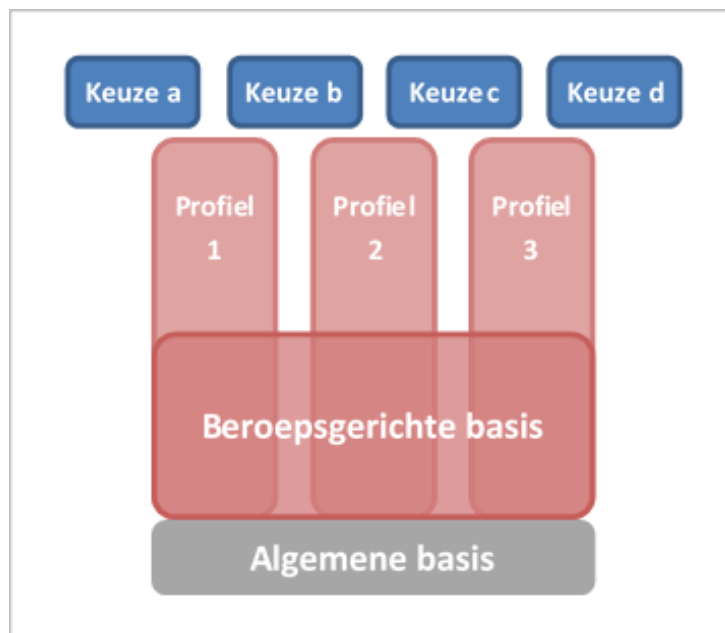 Keuze a Keuze b Keuze c Keuze d
Profiel Profiel Profiel
1 2 3
Beroepsgerichte basis
Algemene basis